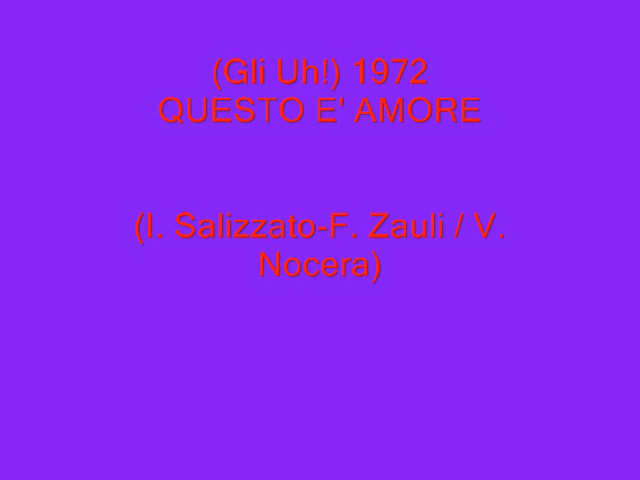 (Gli Uh!) 1972
QUESTO E' AMORE
(I. Salizzato-F. Zauli / V.
Nocera)